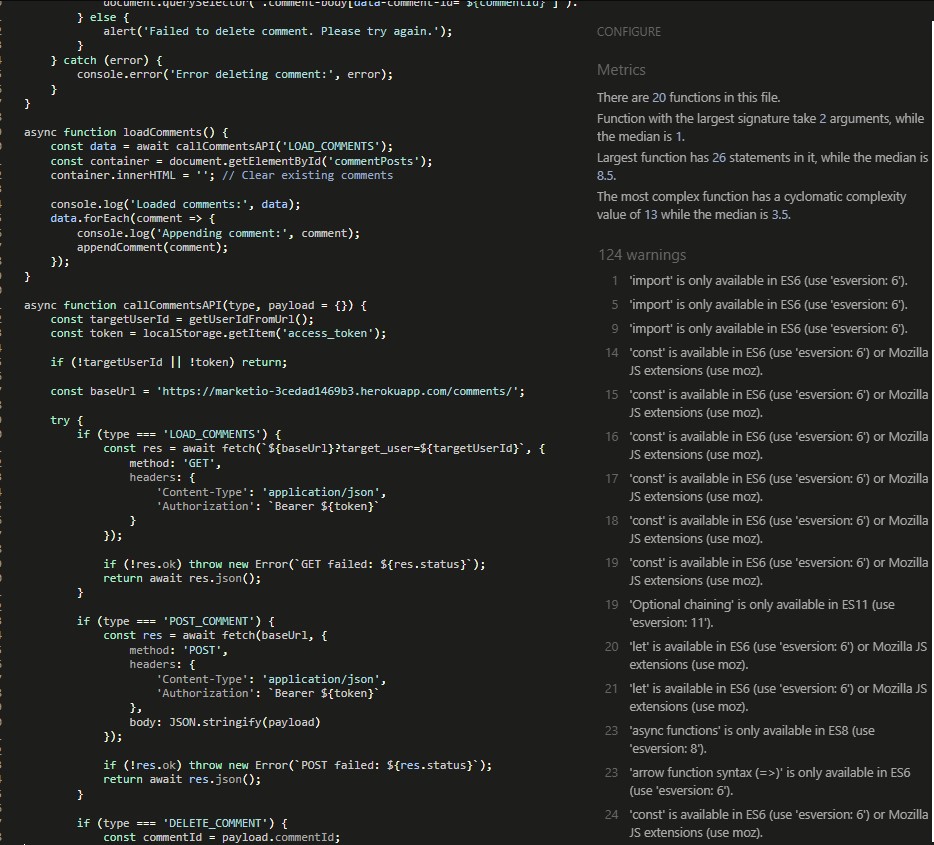 document.querySelector(`.comment-body[data-comment-id="${commentId}"]`).
} else {
alert('Failed to delete comment. Please try again.');
}
} catch (error) {
console.error('Error deleting comment:', error);
}
}
async function loadComments() {
const data = await callCommentsAPI('LOAD_COMMENTS');
const container = document.getElementById('commentPosts');
container.innerHTML = ''; // Clear existing comments
console.log('Loaded comments:', data);
data.forEach(comment => {
console.log('Appending comment:', comment);
appendComment(comment);
});
}
async function callCommentsAPI(type, payload = {}) {
const targetUserId = getUserIdFromUrl();
const token = localStorage.getItem('access_token');
if (!targetUserId || !token) return;
const baseUrl = 'https://marketio-3cedad1469b3.herokuapp.com/comments/';
try {
if (type === 'LOAD_COMMENTS') {
const res = await fetch(`${baseUrl}?target_user=${targetUserId}`, {
method: 'GET',
headers: {
'Content-Type': 'application/json',
'Authorization': `Bearer ${token}`
}
});
if (!res.ok) throw new Error(`GET failed: ${res.status}`);
return await res.json();
}
if (type === 'POST_COMMENT') {
const res = await fetch(baseUrl, {
method: 'POST',
headers: {
'Content-Type': 'application/json',
'Authorization': `Bearer ${token}`
},
body: JSON.stringify(payload)
});
if (!res.ok) throw new Error(`POST failed: ${res.status}`);
return await res.json();
}
if (type === 'DELETE_COMMENT') {
const commentId = payload.commentId;
CONFIGURE
Metrics
There are 20 functions in this file.
Function with the largest signature take 2 arguments, while
the median is 1.
Largest function has 26 statements in it, while the median is
8.5.
The most complex function has a cyclomatic complexity
value of 13 while the median is 3.5.
124 warnings
1 'import' is only available in ES6 (use 'esversion: 6').
5 'import' is only available in ES6 (use 'esversion: 6').
9 'import' is only available in ES6 (use 'esversion: 6').
14 'const' is available in ES6 (use 'esversion: 6') or Mozilla
JS extensions (use moz).
15 'const' is available in ES6 (use 'esversion: 6') or Mozilla
JS extensions (use moz).
16 'const' is available in ES6 (use 'esversion: 6') or Mozilla
JS extensions (use moz).
17 'const' is available in ES6 (use 'esversion: 6') or Mozilla
JS extensions (use moz).
18 'const' is available in ES6 (use 'esversion: 6') or Mozilla
JS extensions (use moz).
19 'const' is available in ES6 (use 'esversion: 6') or Mozilla
JS extensions (use moz).
19 'Optional chaining' is only available in ES11 (use
'esversion: 11').
20 'let' is available in ES6 (use 'esversion: 6') or Mozilla JS
extensions (use moz).
21 'let' is available in ES6 (use 'esversion: 6') or Mozilla JS
extensions (use moz).
23 'async functions' is only available in ES8 (use
'esversion: 8').
23 'arrow function syntax (=>)' is only available in ES6
(use 'esversion: 6').
24 'const' is available in ES6 (use 'esversion: 6') or Mozilla
JS extensions (use moz).